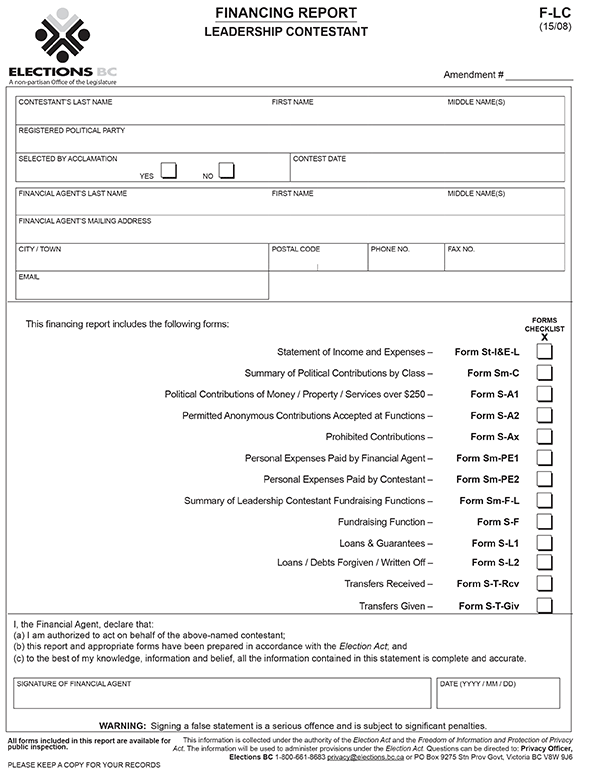 FINANCING REPORT
LEADERSHIP CONTESTANT
F-LC
(15/08)
ELECTIONS BC
A non-partisan Office of the Legislature
Amendment #
CONTESTANT'S LAST NAME FIRST NAME MIDDLE NAME(S)
REGISTERED POLITICAL PARTY
SELECTED BY ACCLAMATION YES NO CONTEST DATE
FINANCIAL AGENT'S LAST NAME FIRST NAME MIDDLE NAME(S)
FINANCIAL AGENT'S MAILING ADDRESS
CITY / TOWN POSTAL CODE PHONE NO. FAX NO.
EMAIL
This financing report includes the following forms:
FORMS
CHECKLIST
X
Statement of Income and Expenses – Form St-I&E-L
Summary of Political Contributions by Class – Form Sm-C
Political Contributions of Money / Property / Services over $250 – Form S-A1
Permitted Anonymous Contributions Accepted at Functions – Form S-A2
Prohibited Contributions – Form S-Ax
Personal Expenses Paid by Financial Agent – Form Sm-PE1
Personal Expenses Paid by Contestant – Form Sm-PE2
Summary of Leadership Contestant Fundraising Functions – Form Sm-F-L
Fundraising Function – Form S-F
Loans & Guarantees – Form S-L1
Loans / Debts Forgiven / Written Off – Form S-L2
Transfers Received – Form S-T-Rcv
Transfers Given – Form S-T-Giv
I, the Financial Agent, declare that:
(a) I am authorized to act on behalf of the above-named contestant;
(b) this report and appropriate forms have been prepared in accordance with the Election Act; and
(c) to the best of my knowledge, information and belief, all the information contained in this statement is complete and accurate.
SIGNATURE OF FINANCIAL AGENT DATE (YYYY / MM / DD)
WARNING: Signing a false statement is a serious offence and is subject to significant penalties.
All forms included in this report are available for
public inspection.
PLEASE KEEP A COPY FOR YOUR RECORDS
This information is collected under the authority of the Election Act and the Freedom of Information and Protection of Privacy
Act. The information will be used to administer provisions under the Election Act. Questions can be directed to: Privacy Officer,
Elections BC 1-800-661-8683 privacy@elections.bc.ca or PO Box 9275 Stn Prov Govt, Victoria BC V8W 9J6